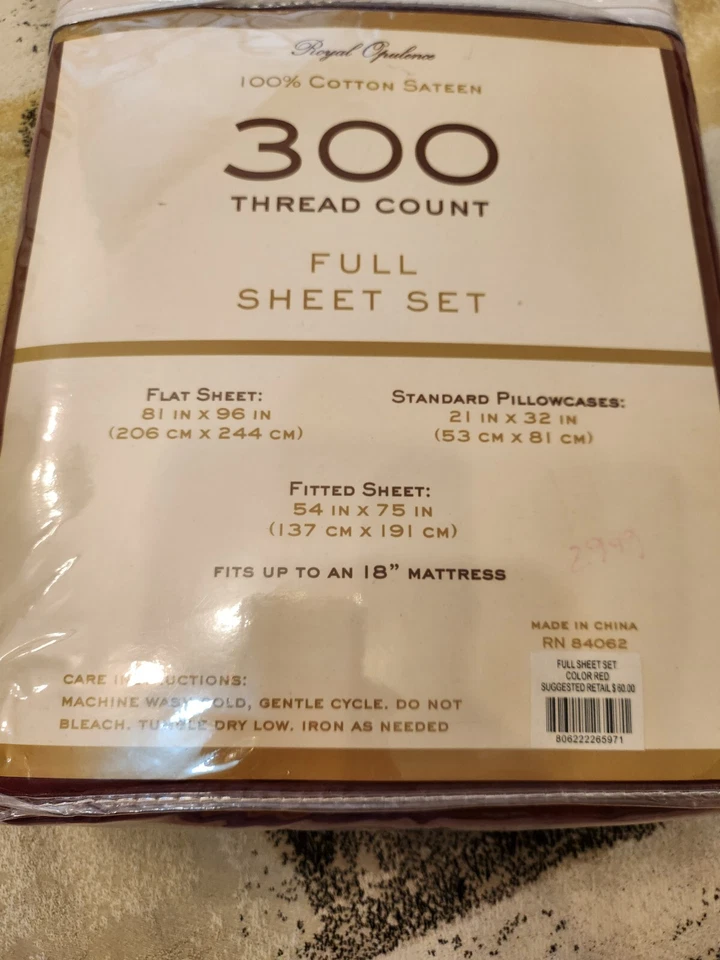 Royal Opulence
100% COTTON SATEEN
300
THREAD COUNT
FULL
SHEET SET
FLAT SHEET:
81 IN X 96 IN
(206 CM X 244 CM)
STANDARD PILLOWCASES:
21 IN X 32 IN
(53 CM X 81 CM)
FITTED SHEET:
54 IN X 75 IN
(137 CM X 191 CM)
FITS UP TO AN 18” MATTRESS
MADE IN CHINA
RN 84062
FULL SHEET SET
COLOR RED
SUGGESTED RETAIL $ 60.00
806222265971
CARE INSTRUCTIONS:
MACHINE WASH COLD, GENTLE CYCLE. DO NOT
BLEACH. TUMBLE DRY LOW. IRON AS NEEDED